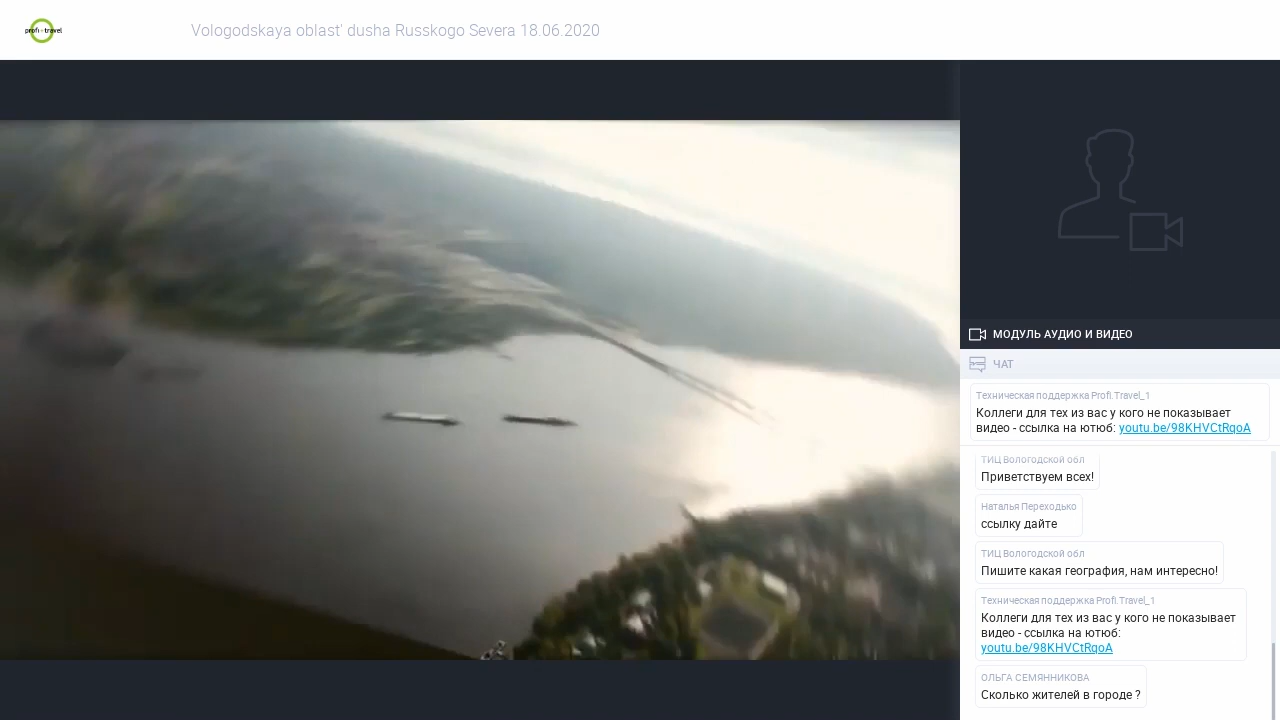 profi - travel
Vologodskaya oblast' dusha Russkogo Severa 18.06.2020
МОДУЛЬ АУДИО И ВИДЕО
ЧАТ
Техническая поддержка Profi.Travel_1
Коллеги для тех из вас у кого не показывает
видео - ссылка на ютюб: youtu.be/98KHVCtRqoA
ТИЦ Вологодской обл
Приветствуем всех!
Наталья Переходько
ссылку дайте
ТИЦ Вологодской обл
Пишите какая география, нам интересно!
Техническая поддержка Profi.Travel_1
Коллеги для тех из вас у кого не показывает
видео - ссылка на ютюб:
youtu.be/98KHVCtRqoA
ОЛЬГА СЕМЯННИКОВА
Сколько жителей в городе ?